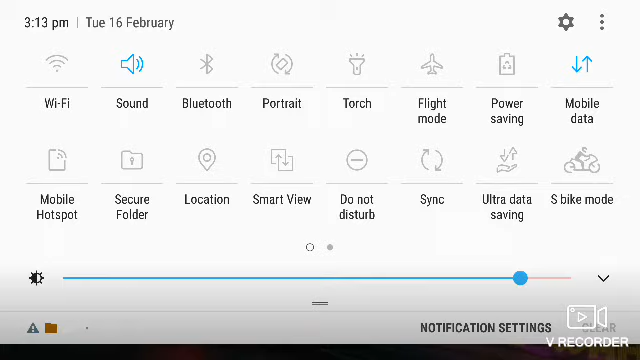 3:13 pm | Tue 16 February
Wi-Fi
Sound
Bluetooth
Portrait
Torch
Flight
mode
Power
saving
Mobile
data
Mobile
Hotspot
Secure
Folder
Location
Smart View
Do not
disturb
Sync
Ultra data
saving
S bike mode
NOTIFICATION SETTINGS
CLEAR
V RECORDER